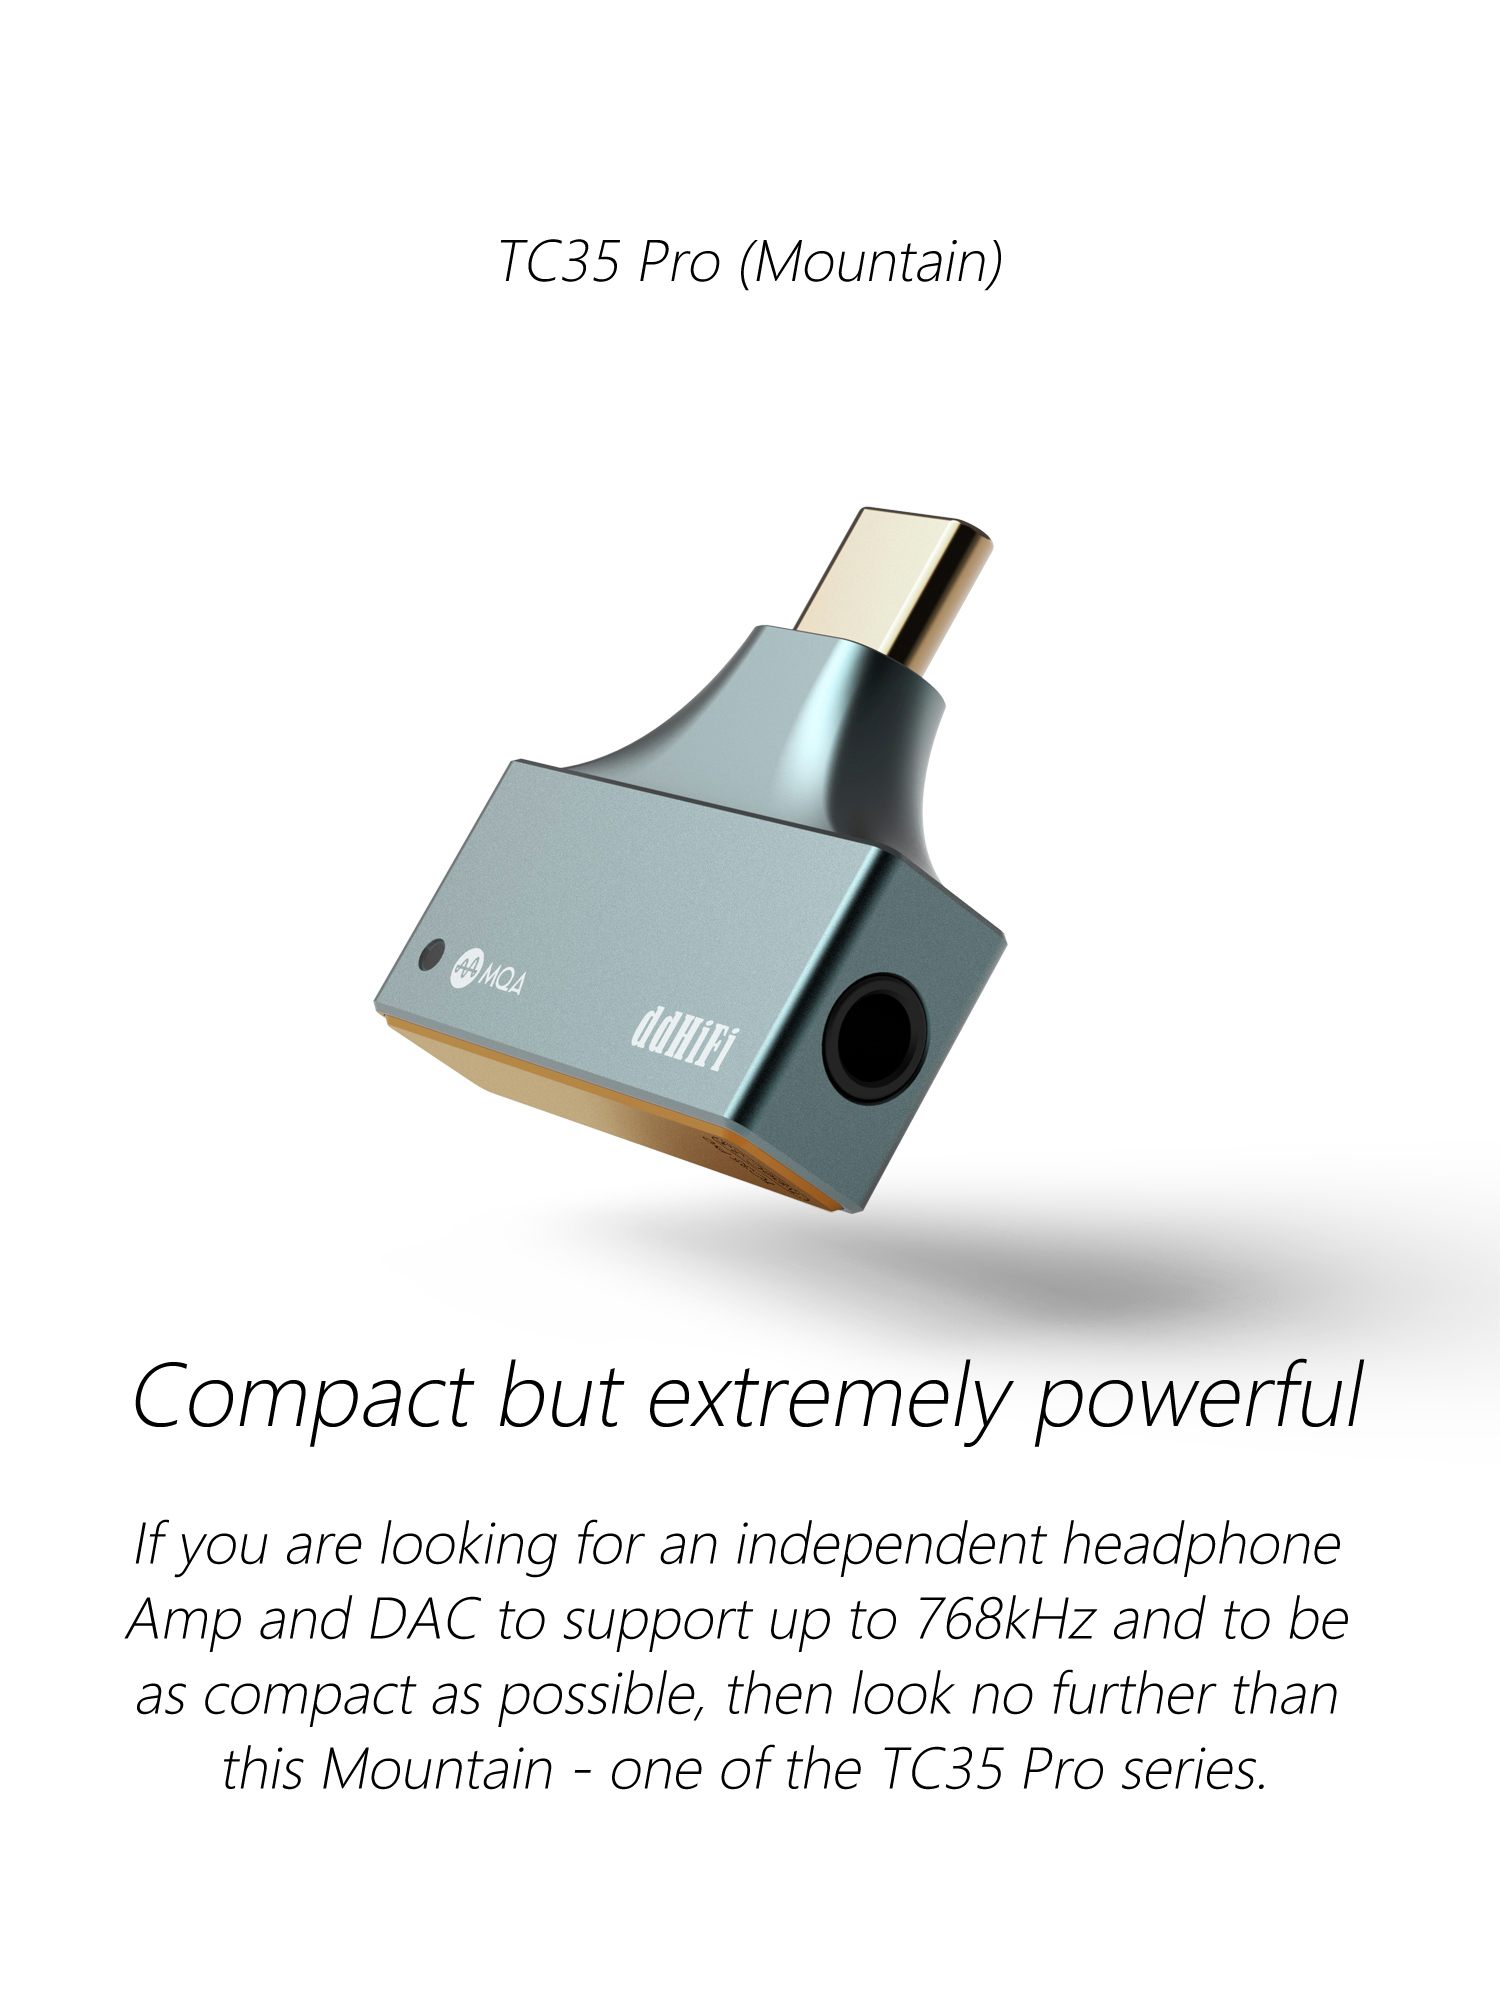 TC35 Pro (Mountain)
MQA
ddHiFi
Compact but extremely powerful
If you are looking for an independent headphone
Amp and DAC to support up to 768kHz and to be
as compact as possible, then look no further than
this Mountain - one of the TC35 Pro series.